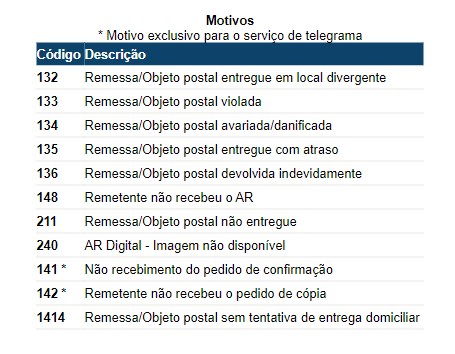 Motivos
* Motivo exclusivo para o serviço de telegrama
Código Descrição
132 Remessa/Objeto postal entregue em local divergente
133 Remessa/Objeto postal violada
134 Remessa/Objeto postal avariada/danificada
135 Remessa/Objeto postal entregue com atraso
136 Remessa/Objeto postal devolvida indevidamente
148 Remetente não recebeu o AR
211 Remessa/Objeto postal não entregue
240 AR Digital - Imagem não disponível
141 * Não recebimento do pedido de confirmação
142 * Remetente não recebeu o pedido de cópia
1414 Remessa/Objeto postal sem tentativa de entrega domiciliar